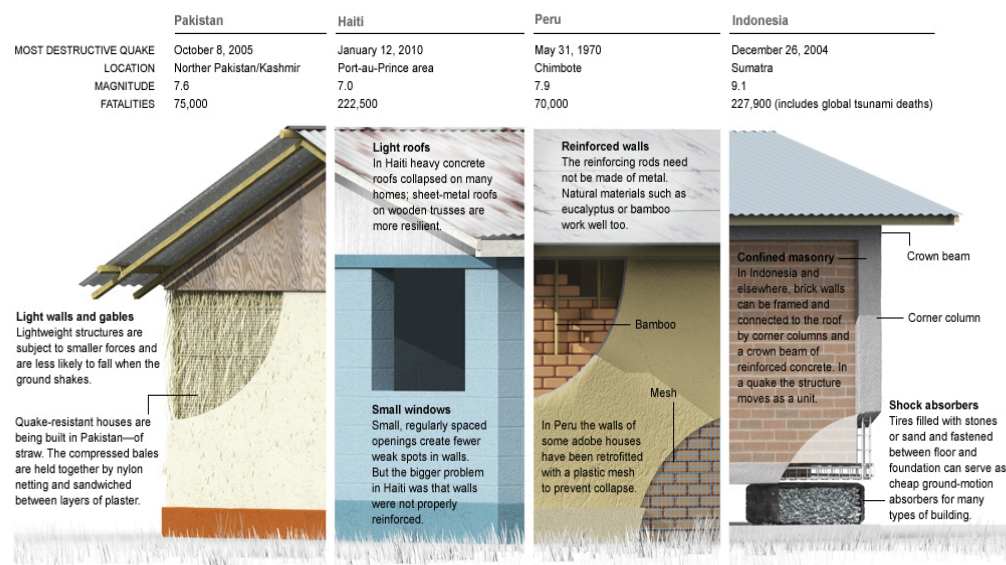 Pakistan
Haiti
Peru
Indonesia
MOST DESTRUCTIVE QUAKE
October 8, 2005
January 12, 2010
May 31, 1970
December 26, 2004
LOCATION
Norther Pakistan/Kashmir
Port-au-Prince area
Chimbote
Sumatra
MAGNITUDE
7.6
7.0
7.9
9.1
FATALITIES
75,000
222,500
70,000
227,900 (includes global tsunami deaths)
Light walls and gables
Lightweight structures are
subject to smaller forces and
are less likely to fall when the
ground shakes.
Quake-resistant houses are
being built in Pakistan—of
straw. The compressed bales
are held together by nylon
netting and sandwiched
between layers of plaster.
Light roofs
In Haiti heavy concrete
roofs collapsed on many
homes; sheet-metal roofs
on wooden trusses are
more resilient.
Small windows
Small, regularly spaced
openings create fewer
weak spots in walls.
But the bigger problem
in Haiti was that walls
were not properly
reinforced.
Reinforced walls
The reinforcing rods need
not be made of metal.
Natural materials such as
eucalyptus or bamboo
work well too.
Bamboo
Mesh
In Peru the walls of
some adobe houses
have been retrofitted
with a plastic mesh
to prevent collapse.
Confined masonry
In Indonesia and
elsewhere, brick walls
can be framed and
connected to the roof
by corner columns and
a crown beam of
reinforced concrete. In
a quake the structure
moves as a unit.
Crown beam
Corner column
Shock absorbers
Tires filled with stones
or sand and fastened
between floor and
foundation can serve as
cheap ground-motion
absorbers for many
types of building.